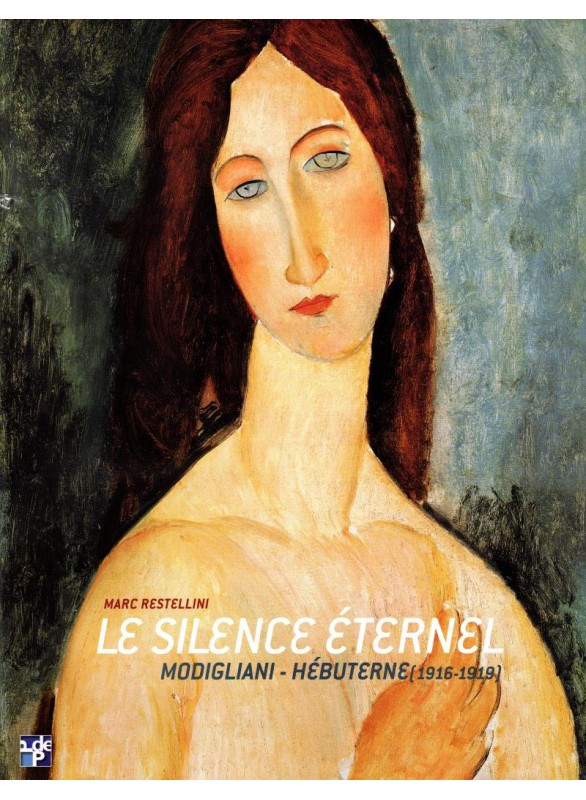 MARC RESTELLINI
LE SILENCE ÉTERNEL
MODIGLIANI - HÉBUTERNE (1916-1919)